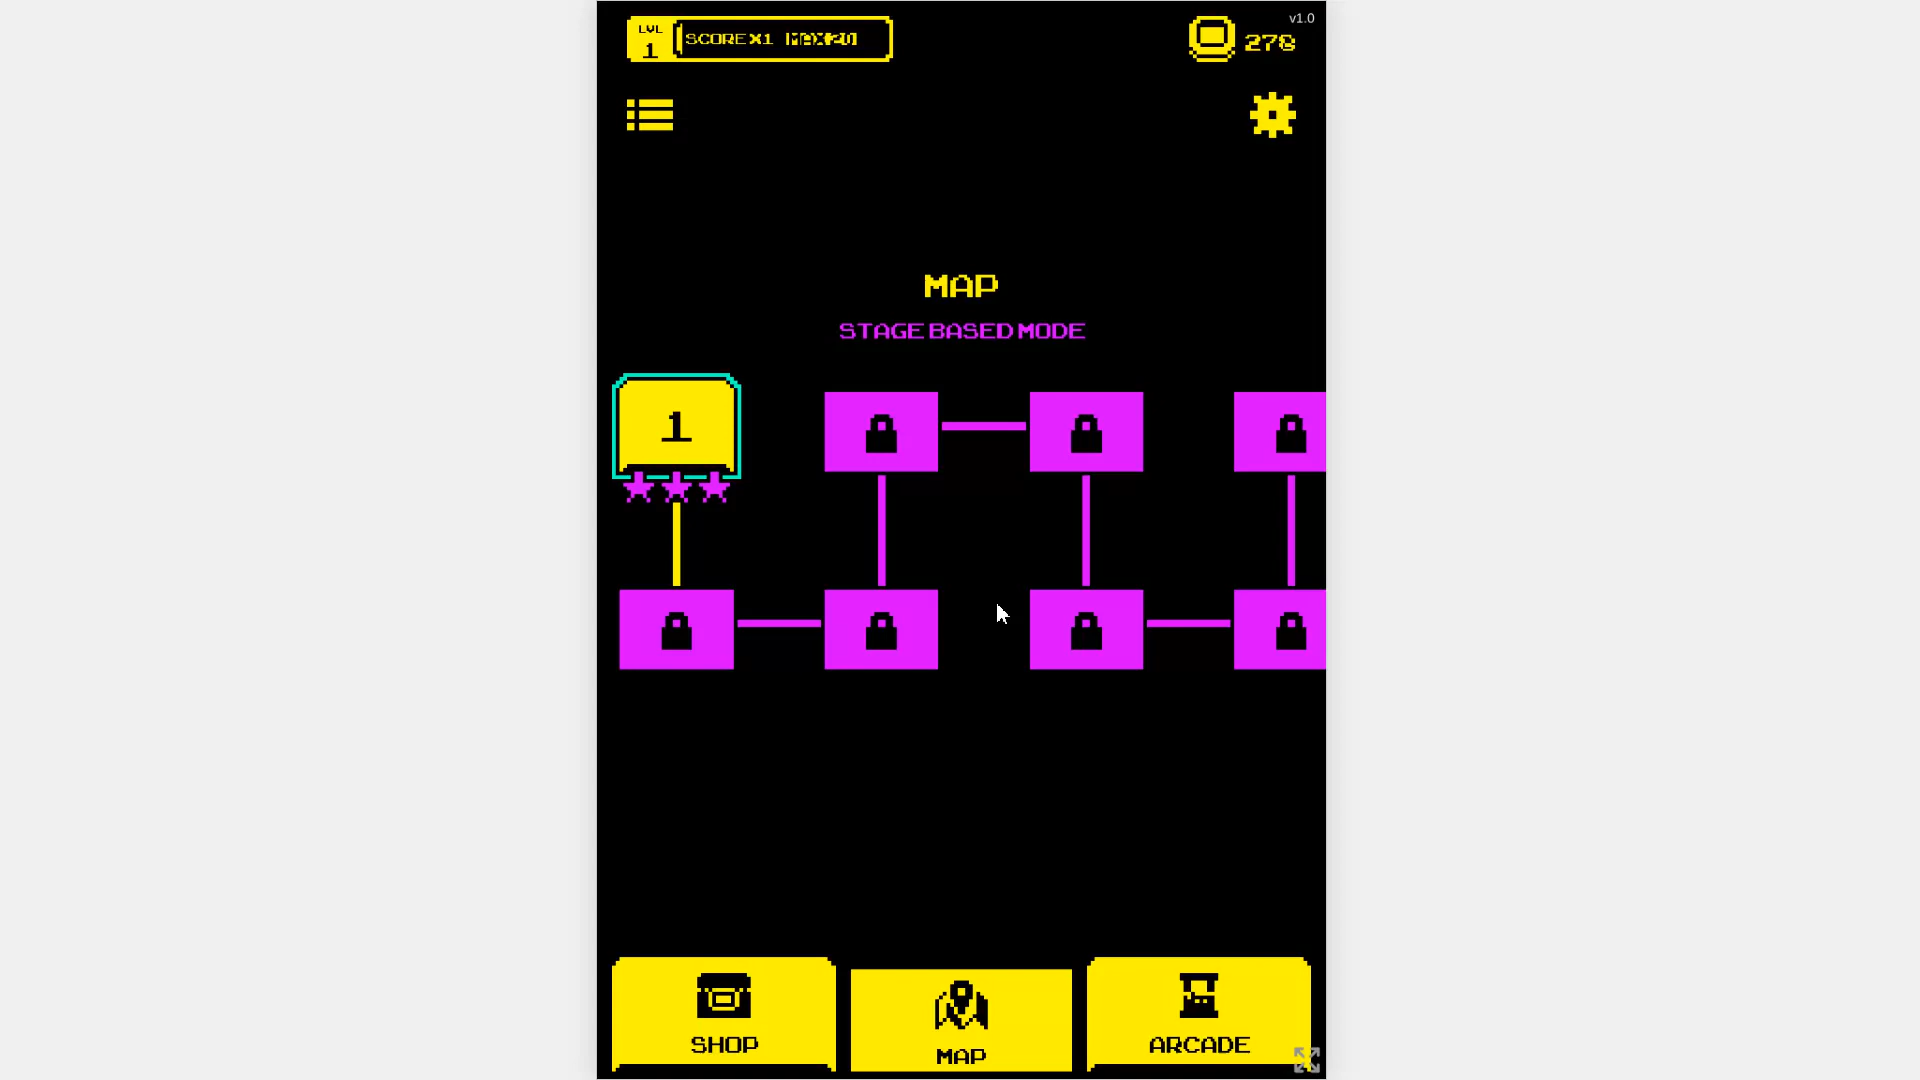 v1.0
LVL
1
SCORE X1
278
MAP
STAGE BASED MODE
1
SHOP
MAP
ARCADE